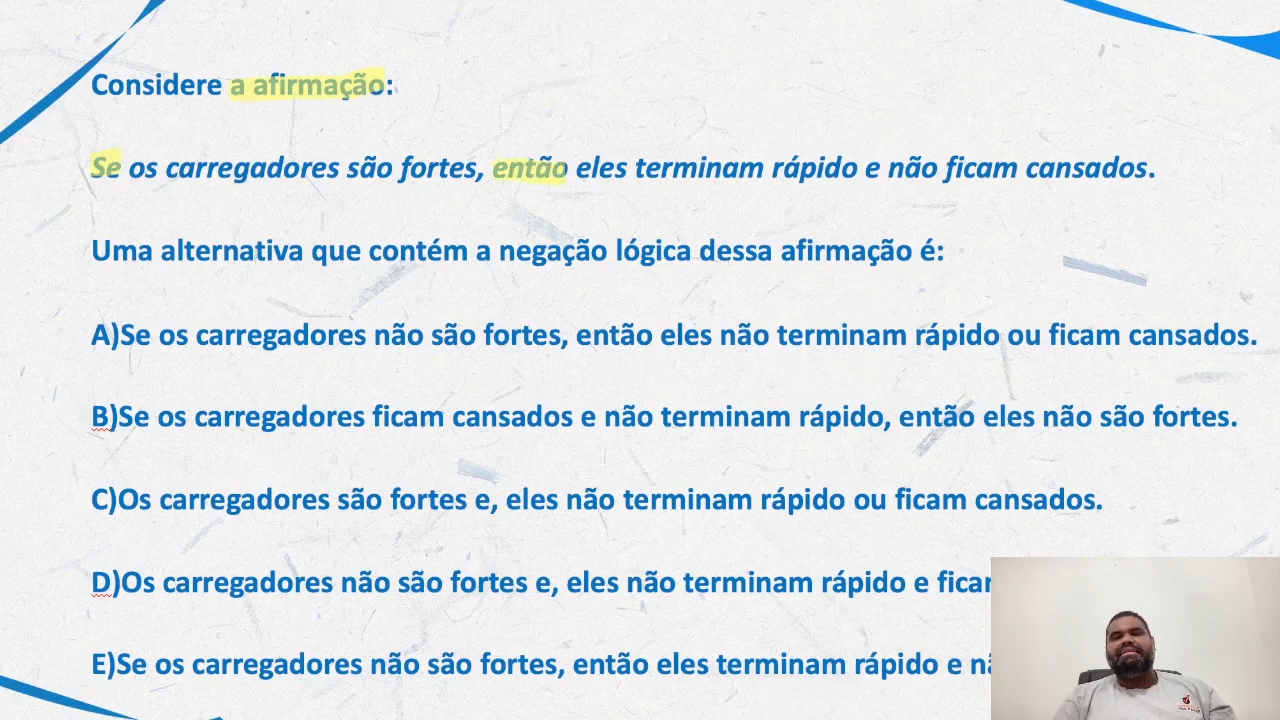 Considere a afirmação:
Se os carregadores são fortes, então eles terminam rápido e não ficam cansados.
Uma alternativa que contém a negação lógica dessa afirmação é:
A)Se os carregadores não são fortes, então eles não terminam rápido ou ficam cansados.
B)Se os carregadores ficam cansados e não terminam rápido, então eles não são fortes.
C)Os carregadores são fortes e, eles não terminam rápido ou ficam cansados.
D)Os carregadores não são fortes e, eles não terminam rápido e
E)Se os carregadores não são fortes, então eles terminam rápido e